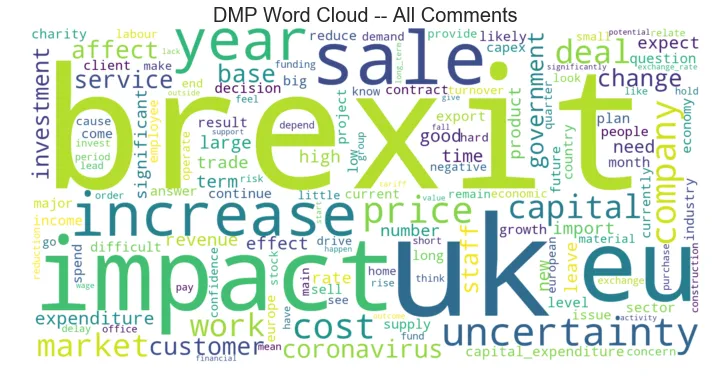 DMP Word Cloud -- All Comments
charity labour year reduce demand provide likely small potential relate
affect client make lack funding sale capex deal expect
investment service base decision big know contract turnover product government significantly exchange_rate change question
end outside feel long_term export give quarter look like hold
brexit
cause come invest period lead significant employee operate result support large trade term risk depend high project low group good hard time negative fall country future plan people need month economy company
major income answer continue little current tariff remain economic currently industry
go increase order effect drive happen price value number start capital growth import material
reduction difficult revenue confidence stock
impact uk eu
spend main rate sell home see rise long short think staff new european leave exchange level issue sector purchase construction
expenditure wage pay delay office work europe have cost outcome supply fund uncertainty activity
market customer financial mean coronavirus capital_expenditure concern